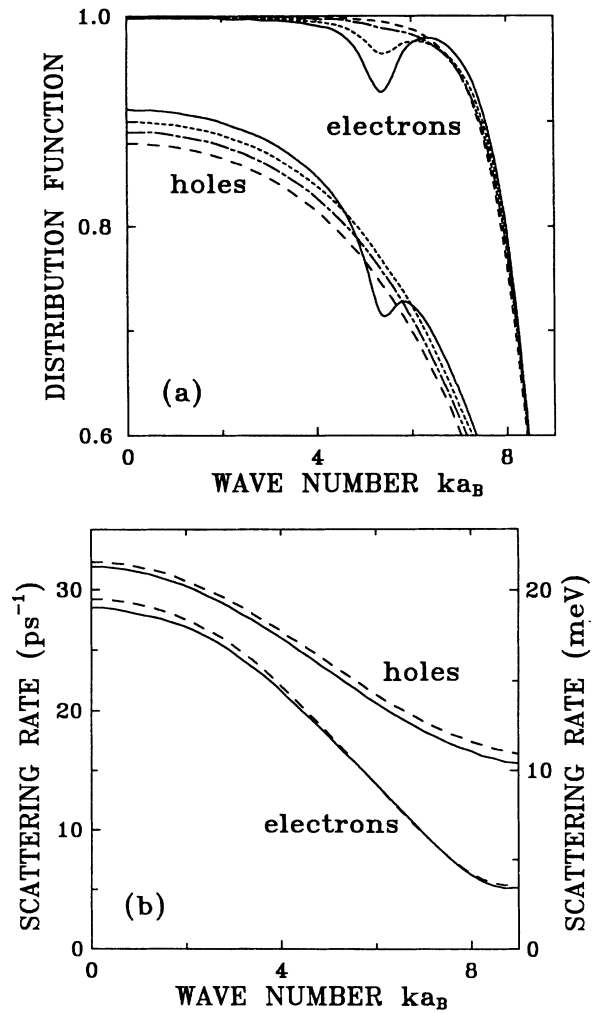 1.0
0.8
0.6
DISTRIBUTION FUNCTION
electrons
holes
(a)
0
4
8
WAVE NUMBER ka_B
30
20
10
0
SCATTERING RATE (ps⁻¹)
20
10
0
SCATTERING RATE (meV)
holes
electrons
(b)
0
4
8
WAVE NUMBER ka_B